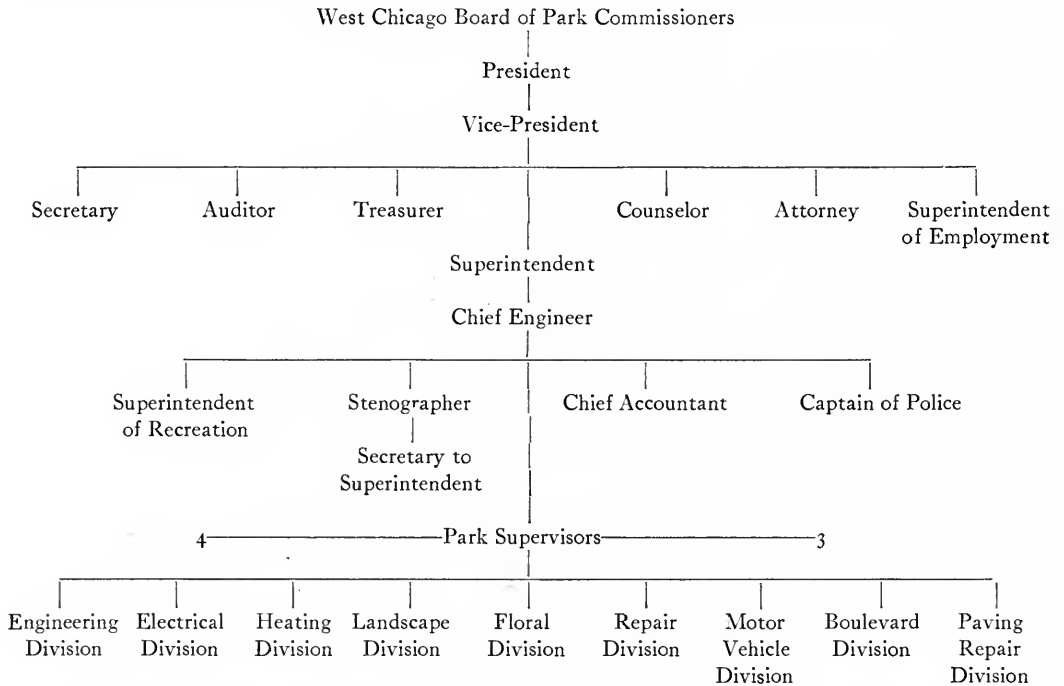 West Chicago Board of Park Commissioners
President
Vice-President
Secretary Auditor Treasurer Counselor Attorney Superintendent
of Employment
Superintendent
Chief Engineer
Superintendent
of Recreation
Stenographer
Chief Accountant
Captain of Police
Secretary to
Superintendent
4 Park Supervisors 3
Engineering
Division
Electrical
Division
Heating
Division
Landscape
Division
Floral
Division
Repair
Division
Motor
Vehicle
Division
Boulevard
Division
Paving
Repair
Division